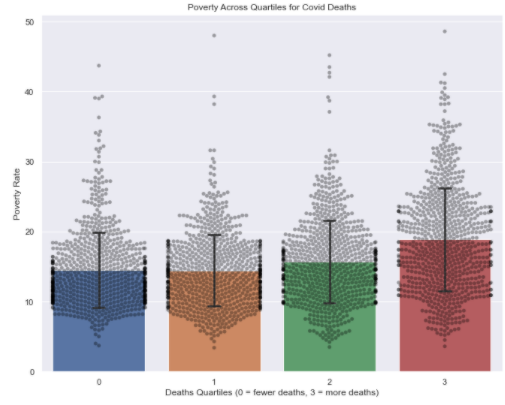 Poverty Across Quartiles for Covid Deaths
50
40
30
20
10
0
Poverty Rate
0 1 2 3
Deaths Quartiles (0 = fewer deaths, 3 = more deaths)